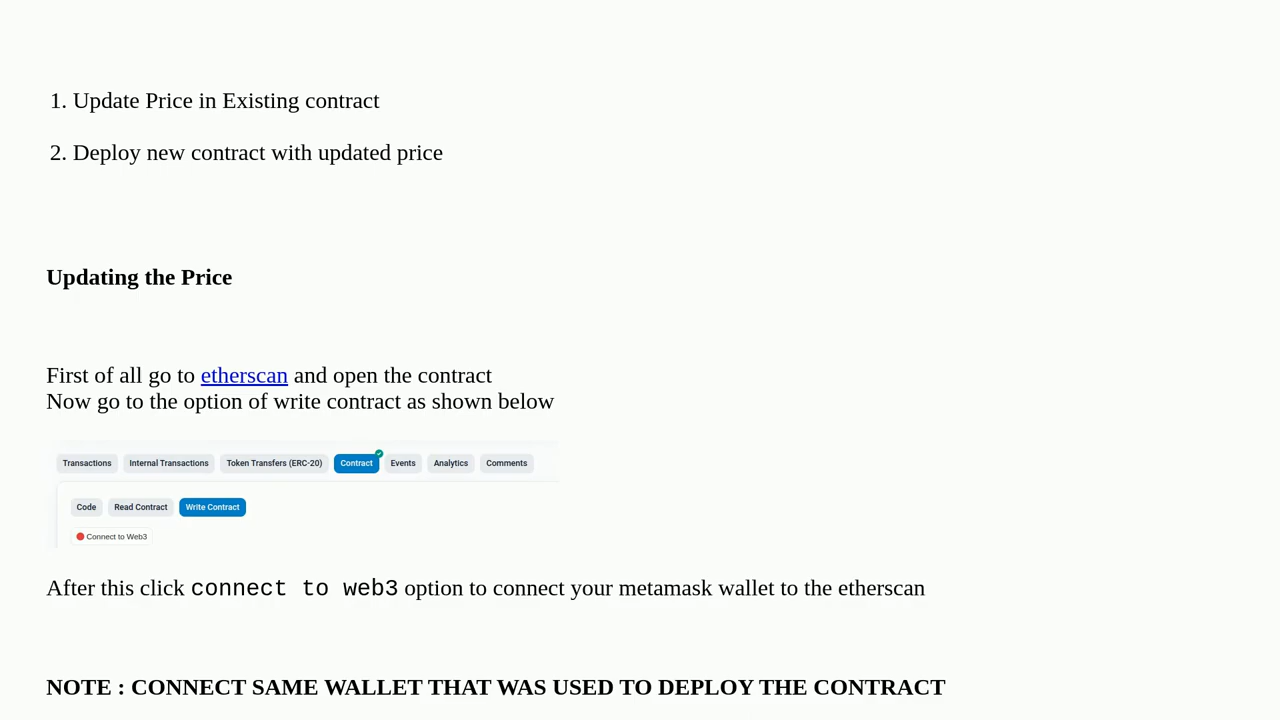 1. Update Price in Existing contract
2. Deploy new contract with updated price
Updating the Price
First of all go to etherscan and open the contract
Now go to the option of write contract as shown below
Transactions Internal Transactions Token Transfers (ERC-20) Contract Events Analytics Comments
Code Read Contract Write Contract
Connect to Web3
After this click connect to web3 option to connect your metamask wallet to the etherscan
NOTE : CONNECT SAME WALLET THAT WAS USED TO DEPLOY THE CONTRACT